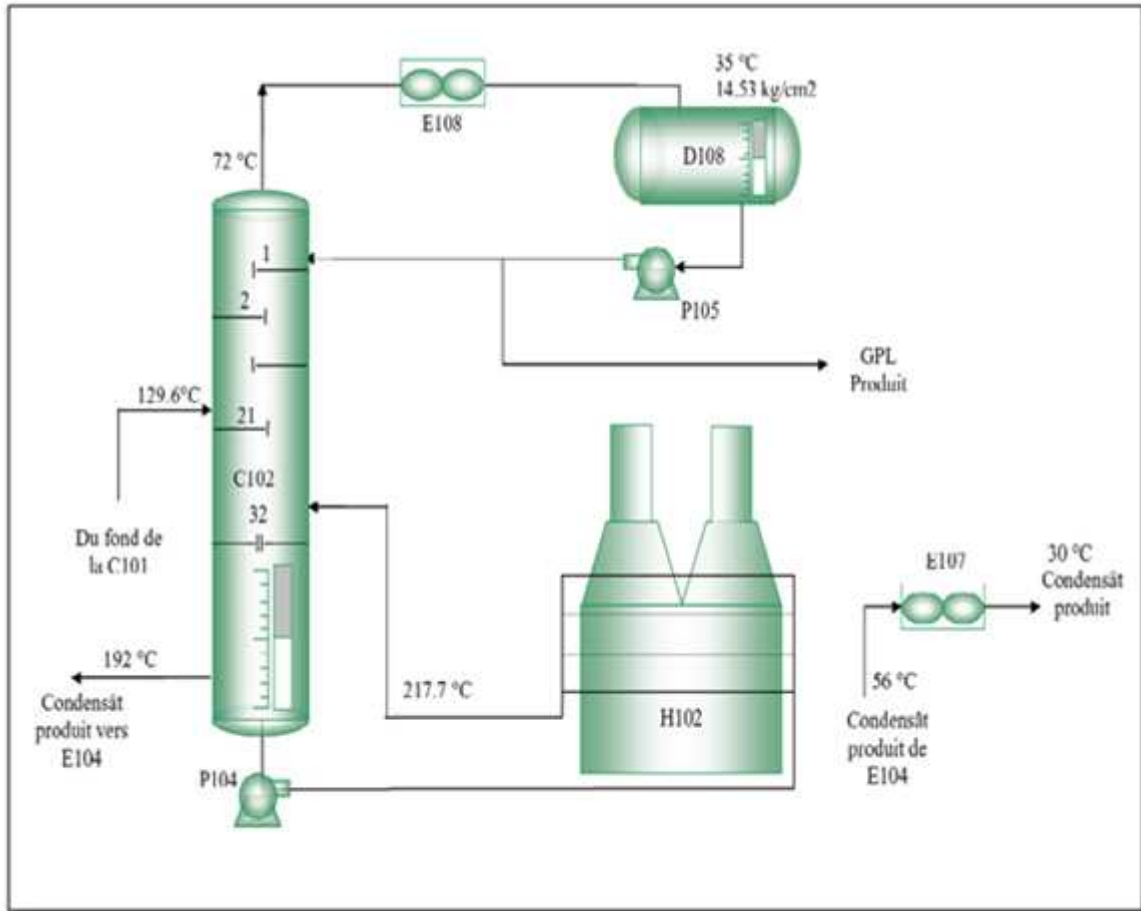 35 °C
14.53 kg/cm2
E108
D108
72 °C
1
P105
2
GPL
Produit
129.6°C
21
C102
Du fond de
la C101
32
E107
30 °C
Condensât
produit
192 °C
217.7 °C
56 °C
H102
Condensât
produit vers
E104
Condensât
produit de
E104
P104